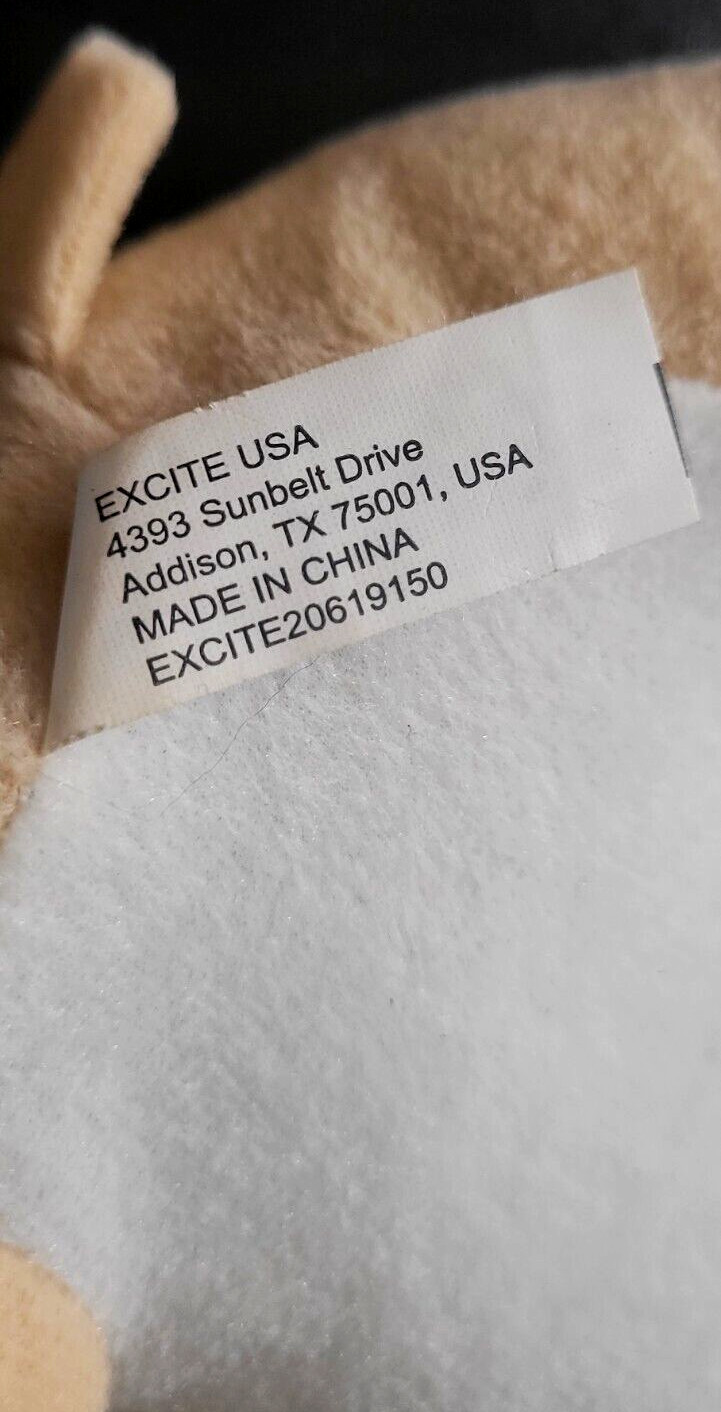 EXCITE USA
4393 Sunbelt Drive
Addison, TX 75001, USA
MADE IN CHINA
EXCITE20619150